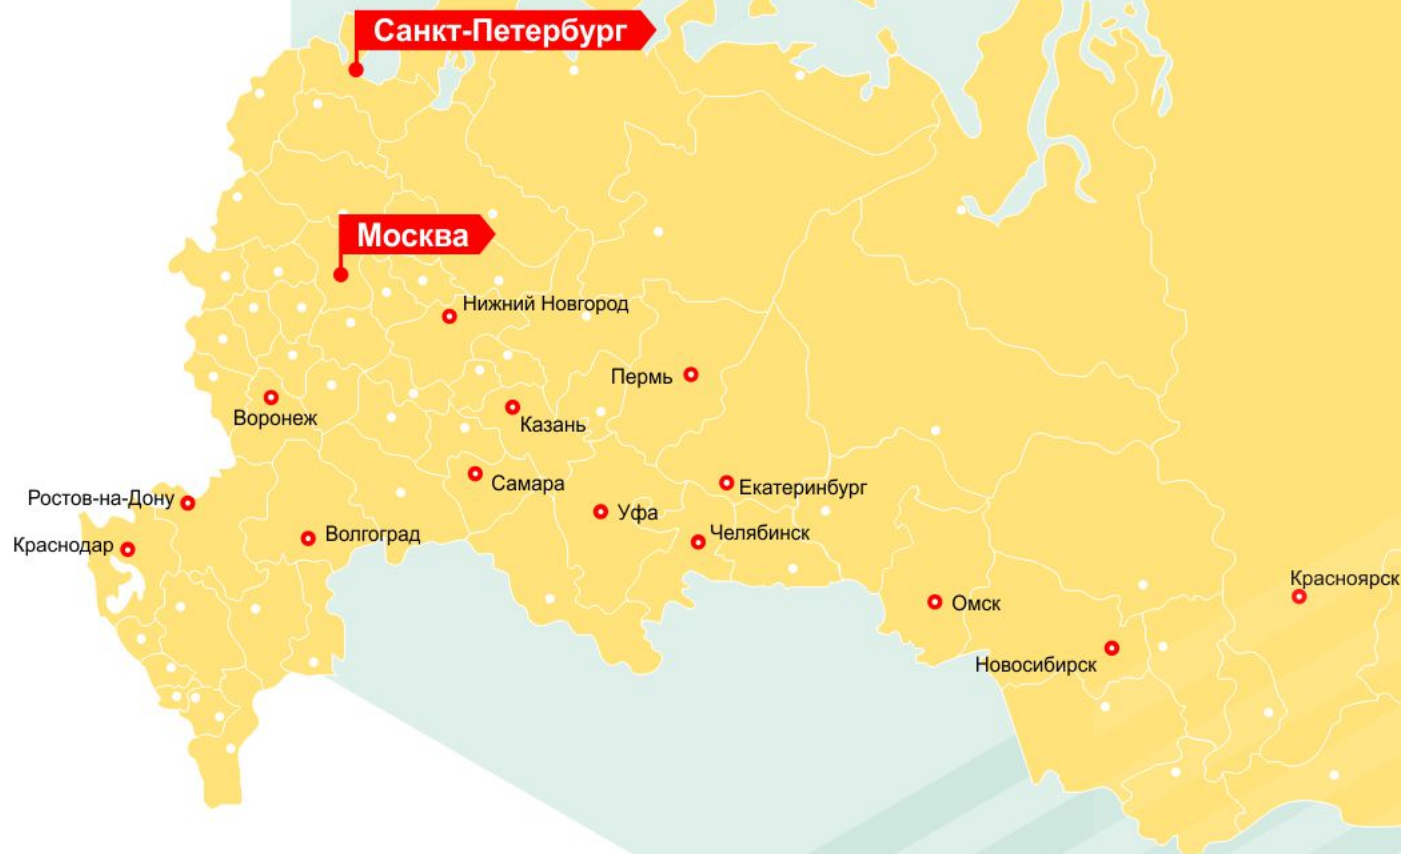 Санкт-Петербург
Москва
Нижний Новгород
Пермь
Воронеж
Казань
Самара
Екатеринбург
Ростов-на-Дону
Уфа
Волгоград
Челябинск
Краснодар
Красноярск
Омск
Новосибирск